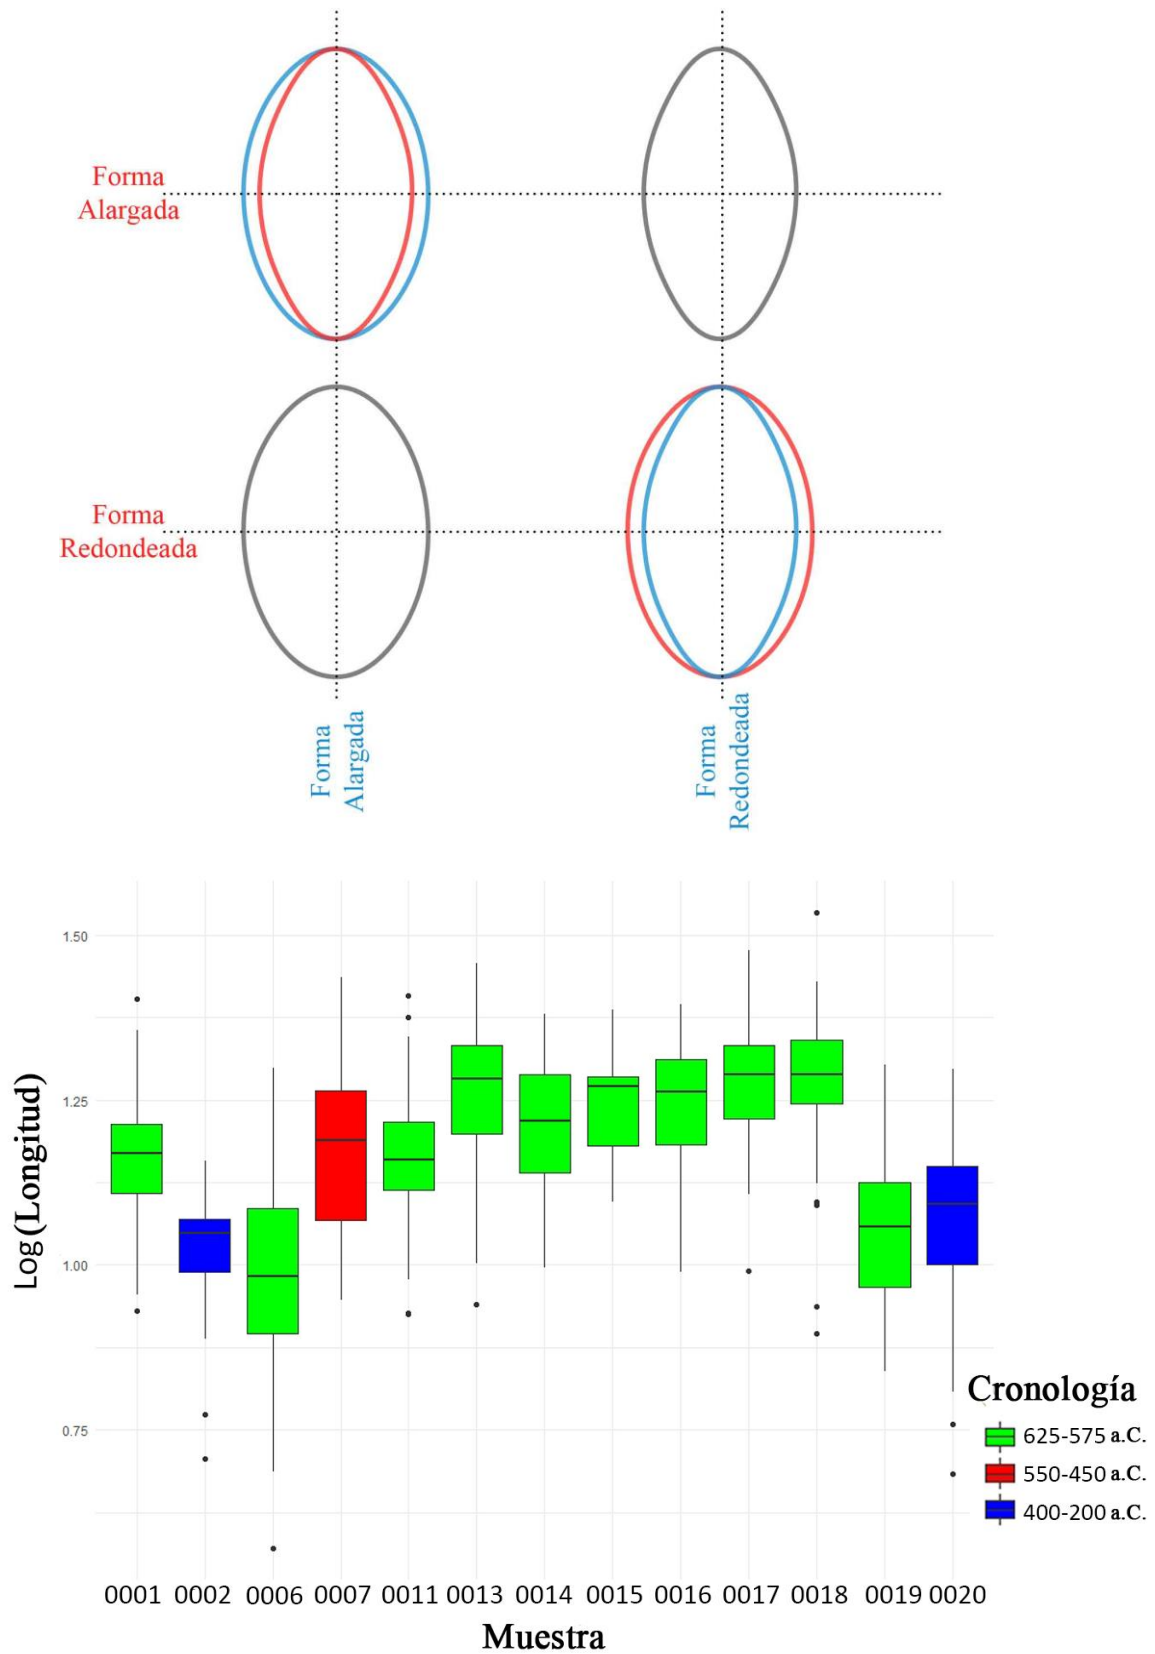 Forma
Alargada
Forma
Redondeada
Forma
Alargada
Forma
Redondeada
1.50
1.25
1.00
0.75
Log (Longitud)
0001 0002 0006 0007 0011 0013 0014 0015 0016 0017 0018 0019 0020
Muestra
Cronología
625-575 a.C.
550-450 a.C.
400-200 a.C.